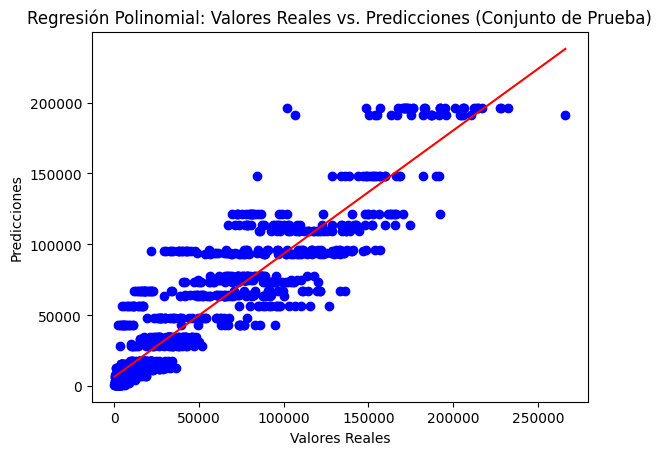 Regresión Polinomial: Valores Reales vs. Predicciones (Conjunto de Prueba)
Predicciones
200000
150000
100000
50000
0
0 50000 100000 150000 200000 250000
Valores Reales